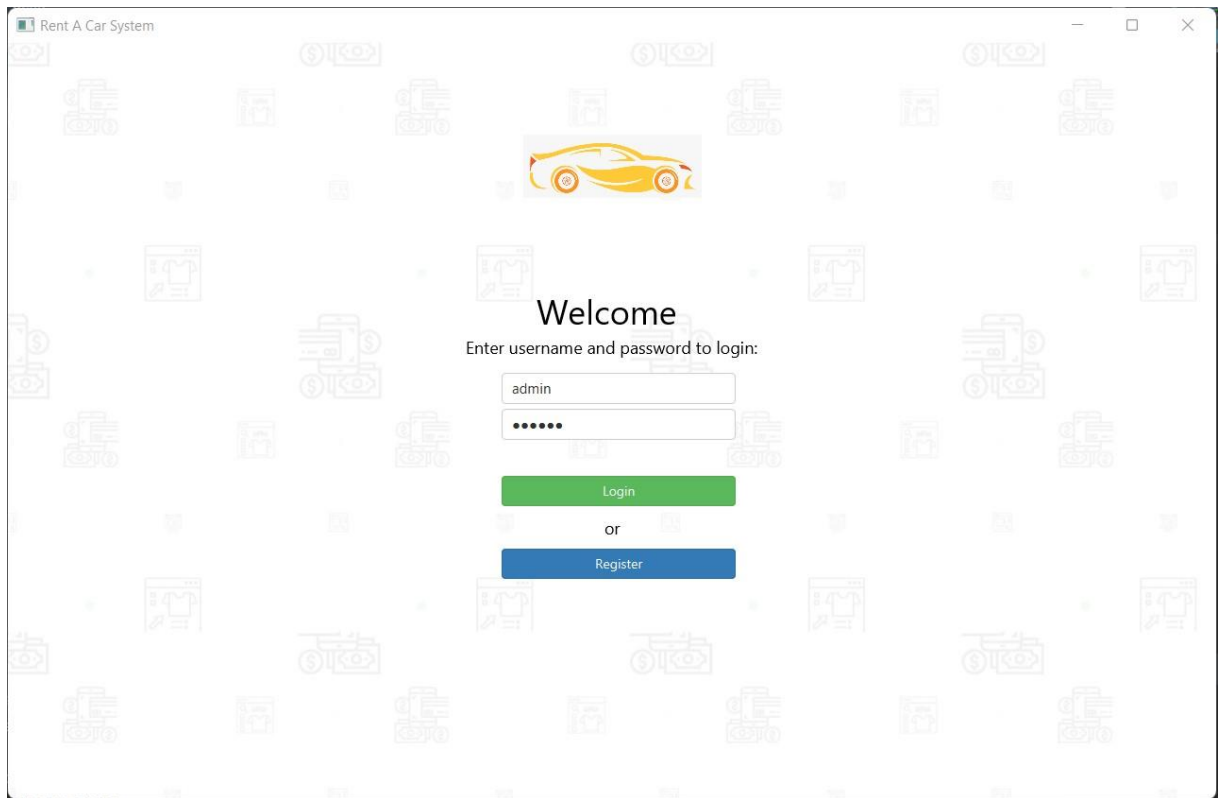 Rent A Car System
Welcome
Enter username and password to login:
admin
••••••
Login
or
Register